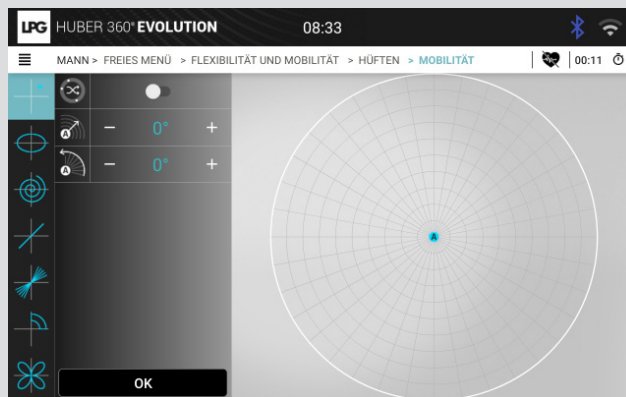 LPG HUBER 360° EVOLUTION 08:33
MANN > FREIES MENÜ > FLEXIBILITÄT UND MOBILITÄT > HÜFTEN > MOBILITÄT 00:11
A − 0° +
A − 0° +
A
OK